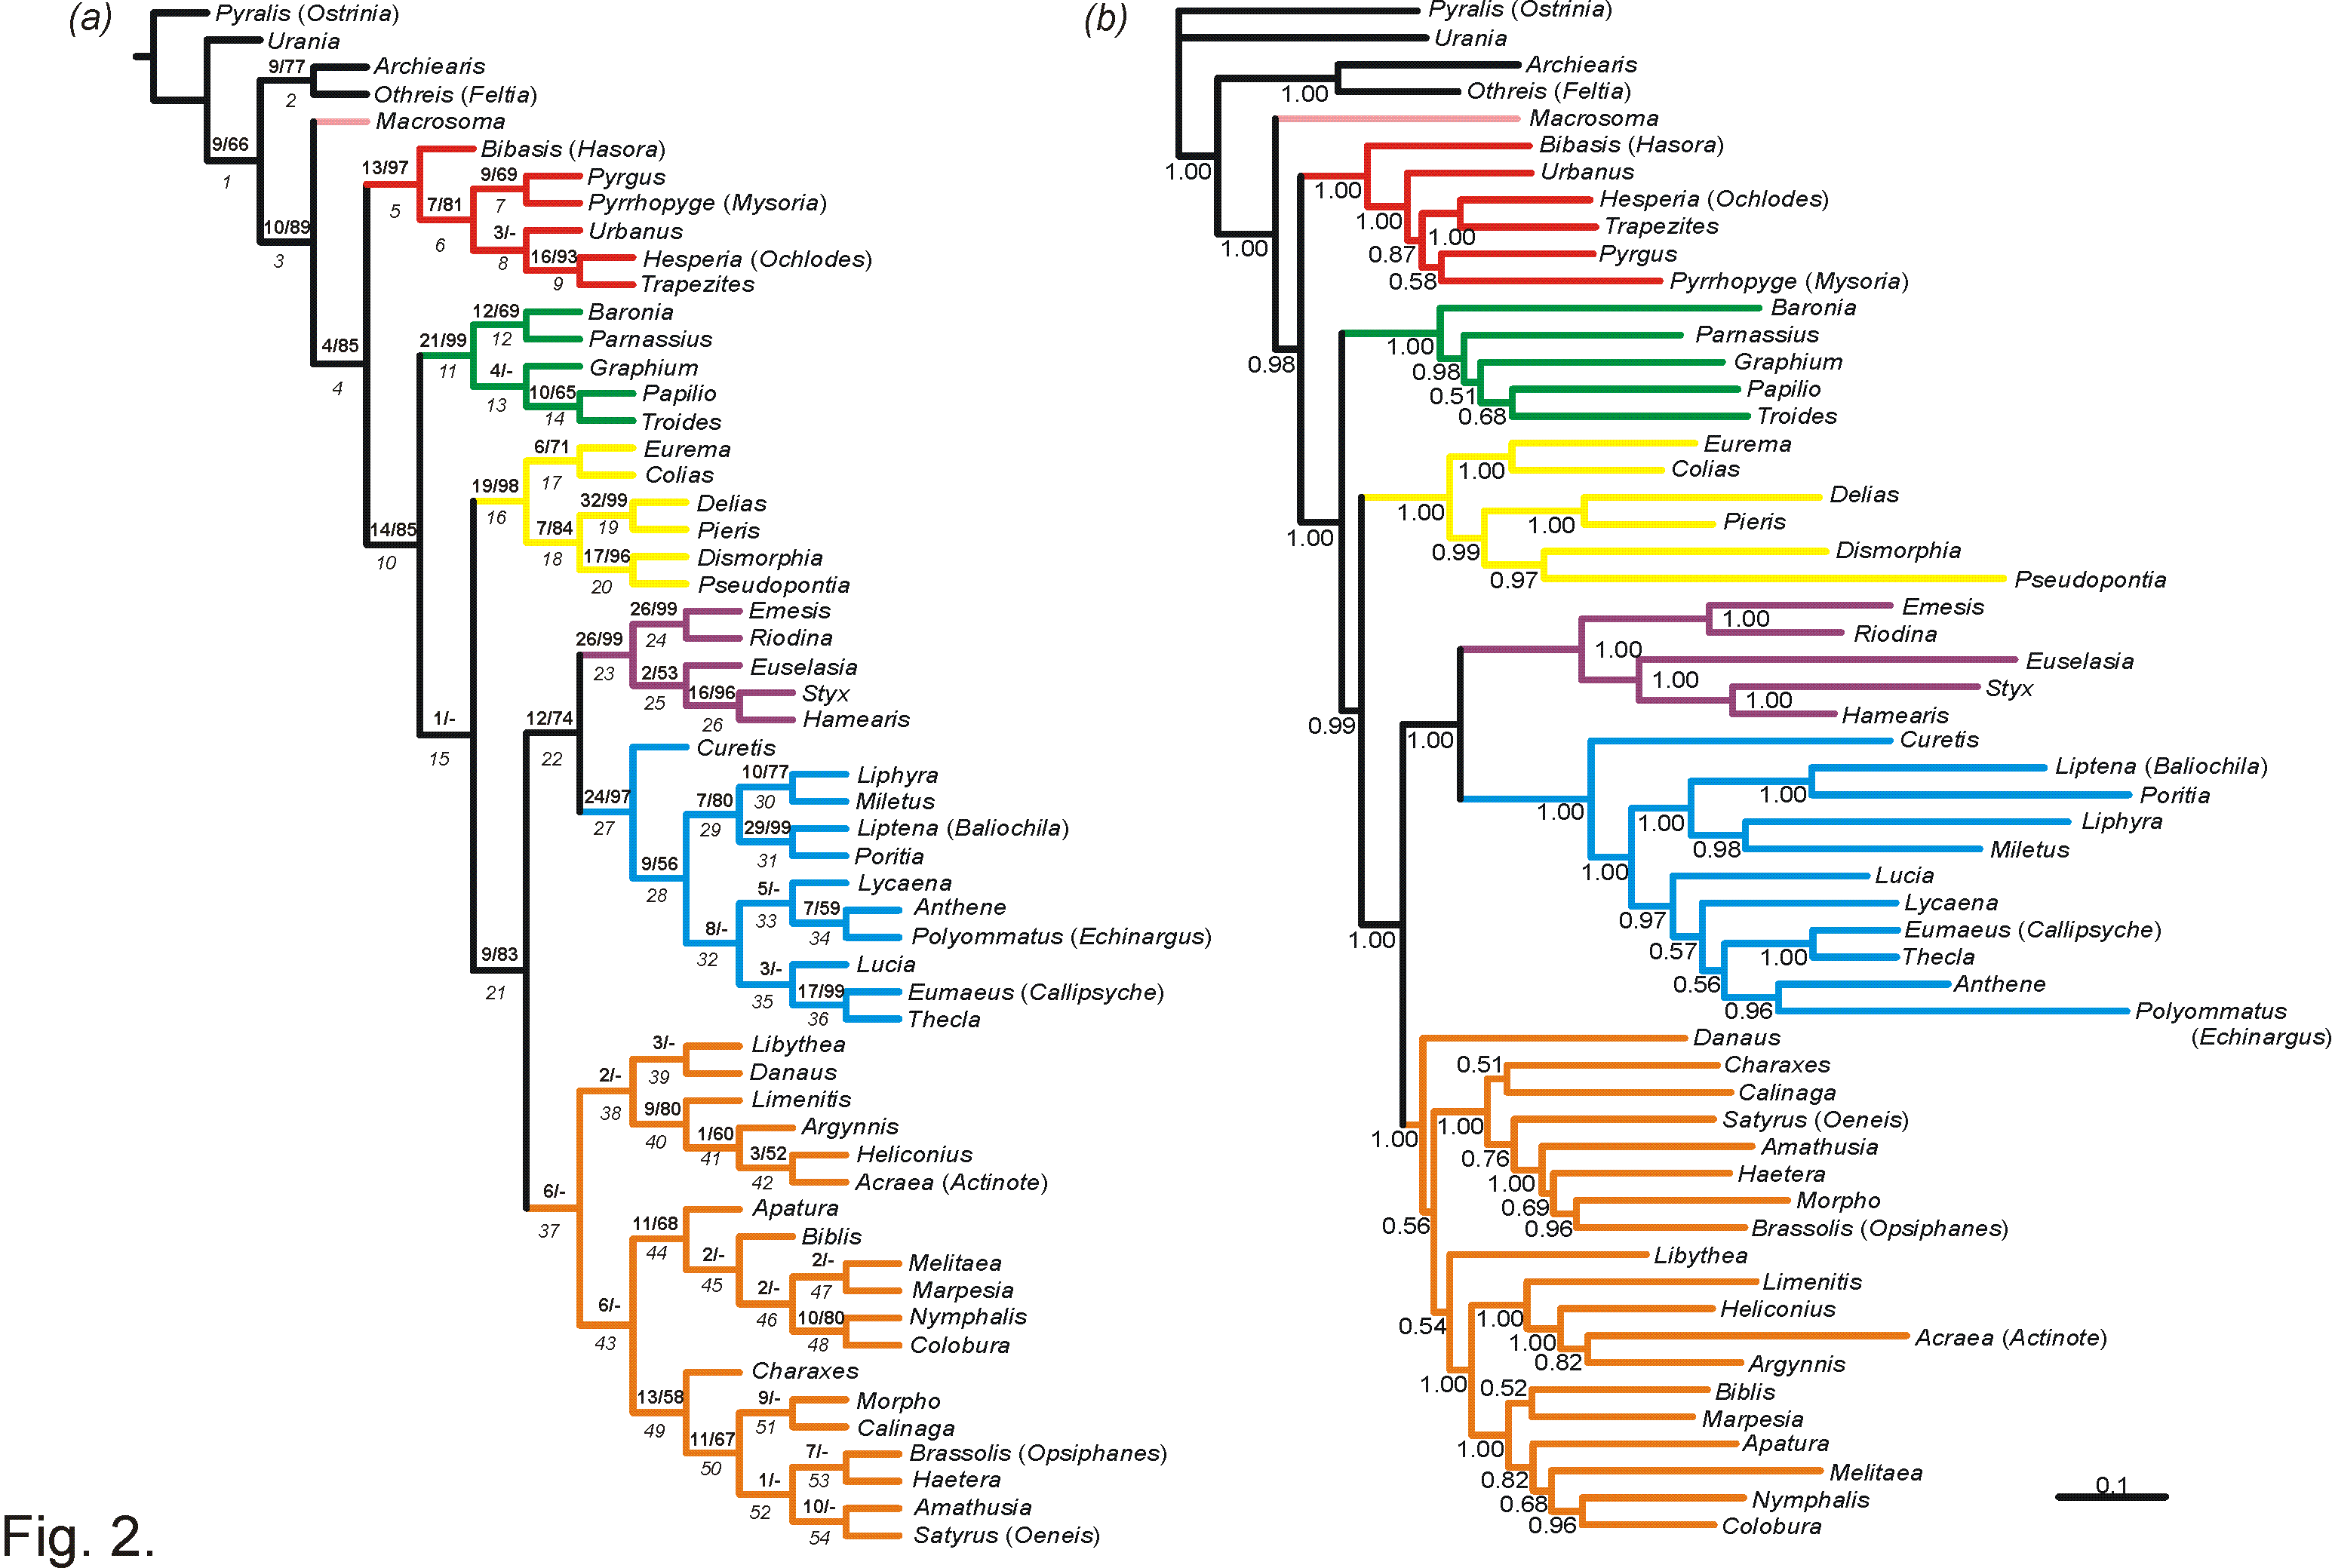 (a)
Pyralis (Ostrinia)
Urania
9/77
Archiearis
2
Othreis (Feltia)
Macrosoma
9/66
1
Bibasis (Hasora)
13/97
9/69
Pyrgus
5
7/81
7
Pyrrhopyge (Mysoria)
10/89
3/-
Urbanus
6
3
8
16/93
Hesperia (Ochlodes)
9
Trapezites
12/69
Baronia
4/85
21/99
12
Parnassius
4
11
4/-
Graphium
13
10/65
Papilio
14
Troides
6/71
Eurema
17
Colias
19/98
32/99
Delias
16
14/85
7/84
19
Pieris
10
18
17/96
Dismorphia
20
Pseudopontia
26/99
Emesis
26/99
24
Riodina
23
2/53
Euselasia
25
16/96
Styx
1/-
12/74
26
Hamearis
15
22
Curetis
10/77
Liphyra
24/97
7/80
30
Miletus
27
29
29/99
Liptena (Baliochila)
9/56
31
Poritia
28
5/-
Lycaena
33
7/59
Anthene
8/-
34
Polyommatus (Echinargus)
9/83
32
3/-
Lucia
21
35
17/99
Eumaeus (Callipsyche)
36
Thecla
3/-
Libythea
2/-
39
Danaus
38
9/80
Limenitis
40
1/60
Argynnis
41
3/52
Heliconius
6/-
42
Acraea (Actinote)
37
11/68
Apatura
44
2/-
Biblis
45
2/-
2/-
Melitaea
6/-
46
47
Marpesia
43
10/80
Nymphalis
48
Colobura
13/58
Charaxes
49
9/-
Morpho
11/67
51
Calinaga
50
7/-
Brassolis (Opsiphanes)
1/-
53
Haetera
52
10/-
Amathusia
54
Satyrus (Oeneis)
(b)
Pyralis (Ostrinia)
Urania
Archiearis
1.00
Othreis (Feltia)
Macrosoma
1.00
Bibasis (Hasora)
1.00
Urbanus
1.00
Hesperia (Ochlodes)
1.00
1.00
Trapezites
0.87
Pyrgus
0.58
Pyrrhopyge (Mysoria)
Baronia
0.98
1.00
Parnassius
0.98
Graphium
0.51
Papilio
0.68
Troides
Eurema
1.00
Colias
1.00
1.00
Delias
1.00
Pieris
0.99
Dismorphia
0.97
Pseudopontia
Emesis
1.00
Riodina
1.00
Euselasia
1.00
Styx
0.99
1.00
1.00
Hamearis
Curetis
Liptena (Baliochila)
1.00
1.00
Poritia
1.00
Liphyra
0.98
Miletus
1.00
Lucia
0.97
Lycaena
1.00
0.57
Eumaeus (Callipsyche)
1.00
Thecla
0.56
Anthene
0.96
Polyommatus
(Echinargus)
Danaus
0.51
Charaxes
Calinaga
1.00
1.00
Satyrus (Oeneis)
0.76
Amathusia
1.00
Haetera
0.69
Morpho
0.56
0.96
Brassolis (Opsiphanes)
Libythea
Limenitis
0.54
1.00
Heliconius
1.00
Acraea (Actinote)
0.82
Argynnis
1.00
0.52
Biblis
Marpesia
1.00
Apatura
0.82
Melitaea
0.68
Nymphalis
0.96
Colobura
0.1
Fig. 2.